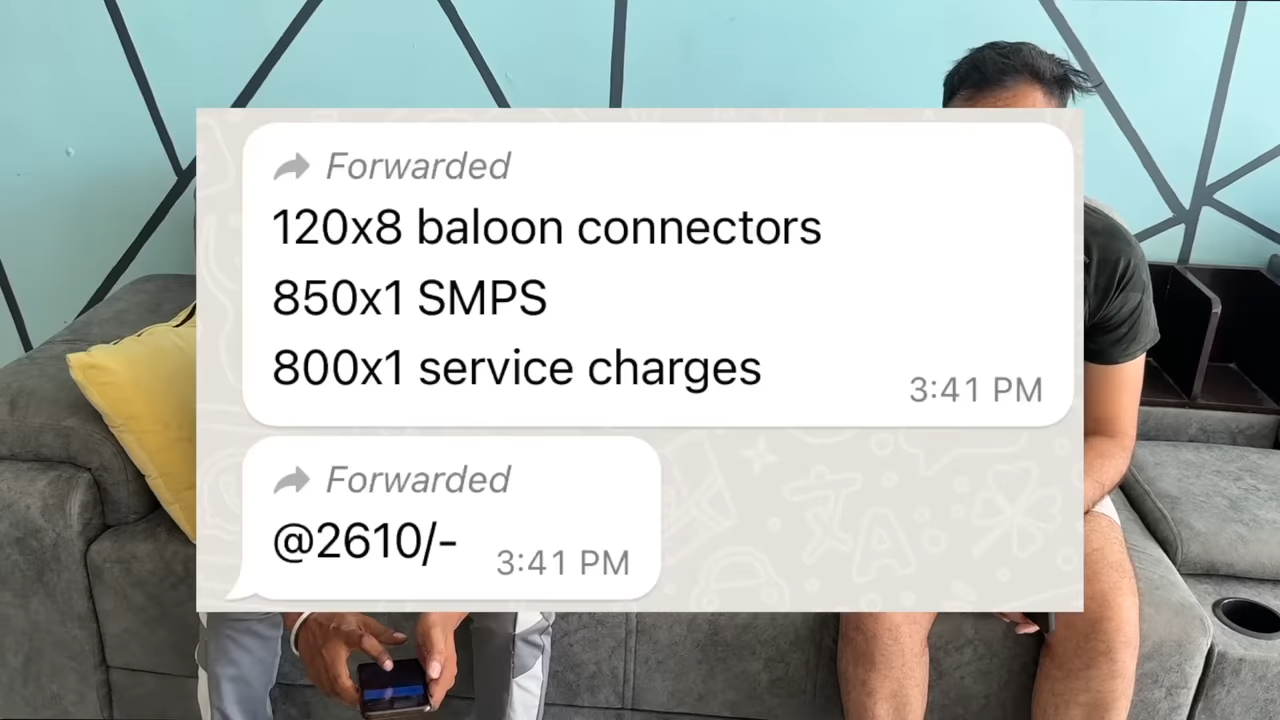 Forwarded
120x8 baloon connectors
850x1 SMPS
800x1 service charges
3:41 PM
Forwarded
@2610/-
3:41 PM